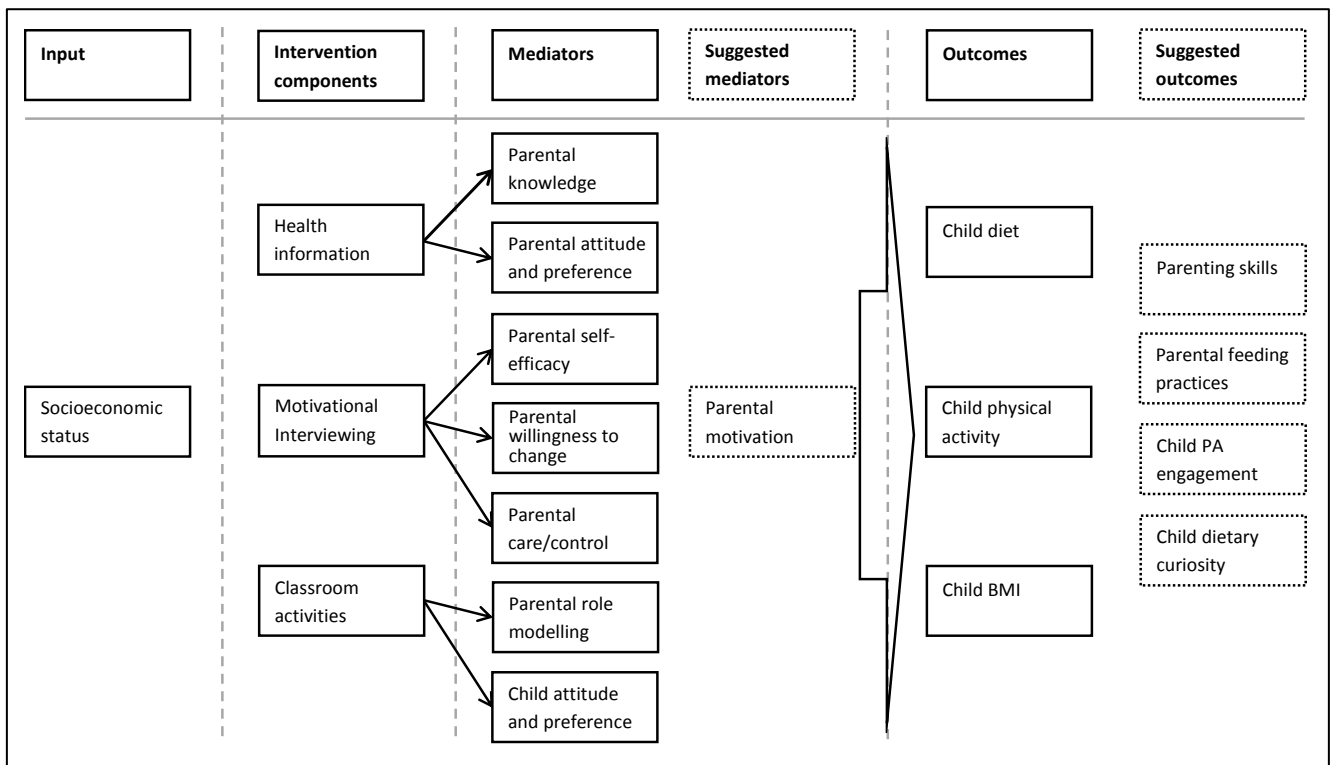 Input
Intervention
components
Mediators
Suggested
mediators
Outcomes
Suggested
outcomes
Parental
knowledge
Health
information
Parental attitude
and preference
Child diet
Parenting skills
Parental self-
efficacy
Parental feeding
practices
Socioeconomic
status
Motivational
Interviewing
Parental
willingness to
change
Parental
motivation
Child physical
activity
Child PA
engagement
Parental
care/control
Child dietary
curiosity
Classroom
activities
Parental role
modelling
Child BMI
Child attitude
and preference